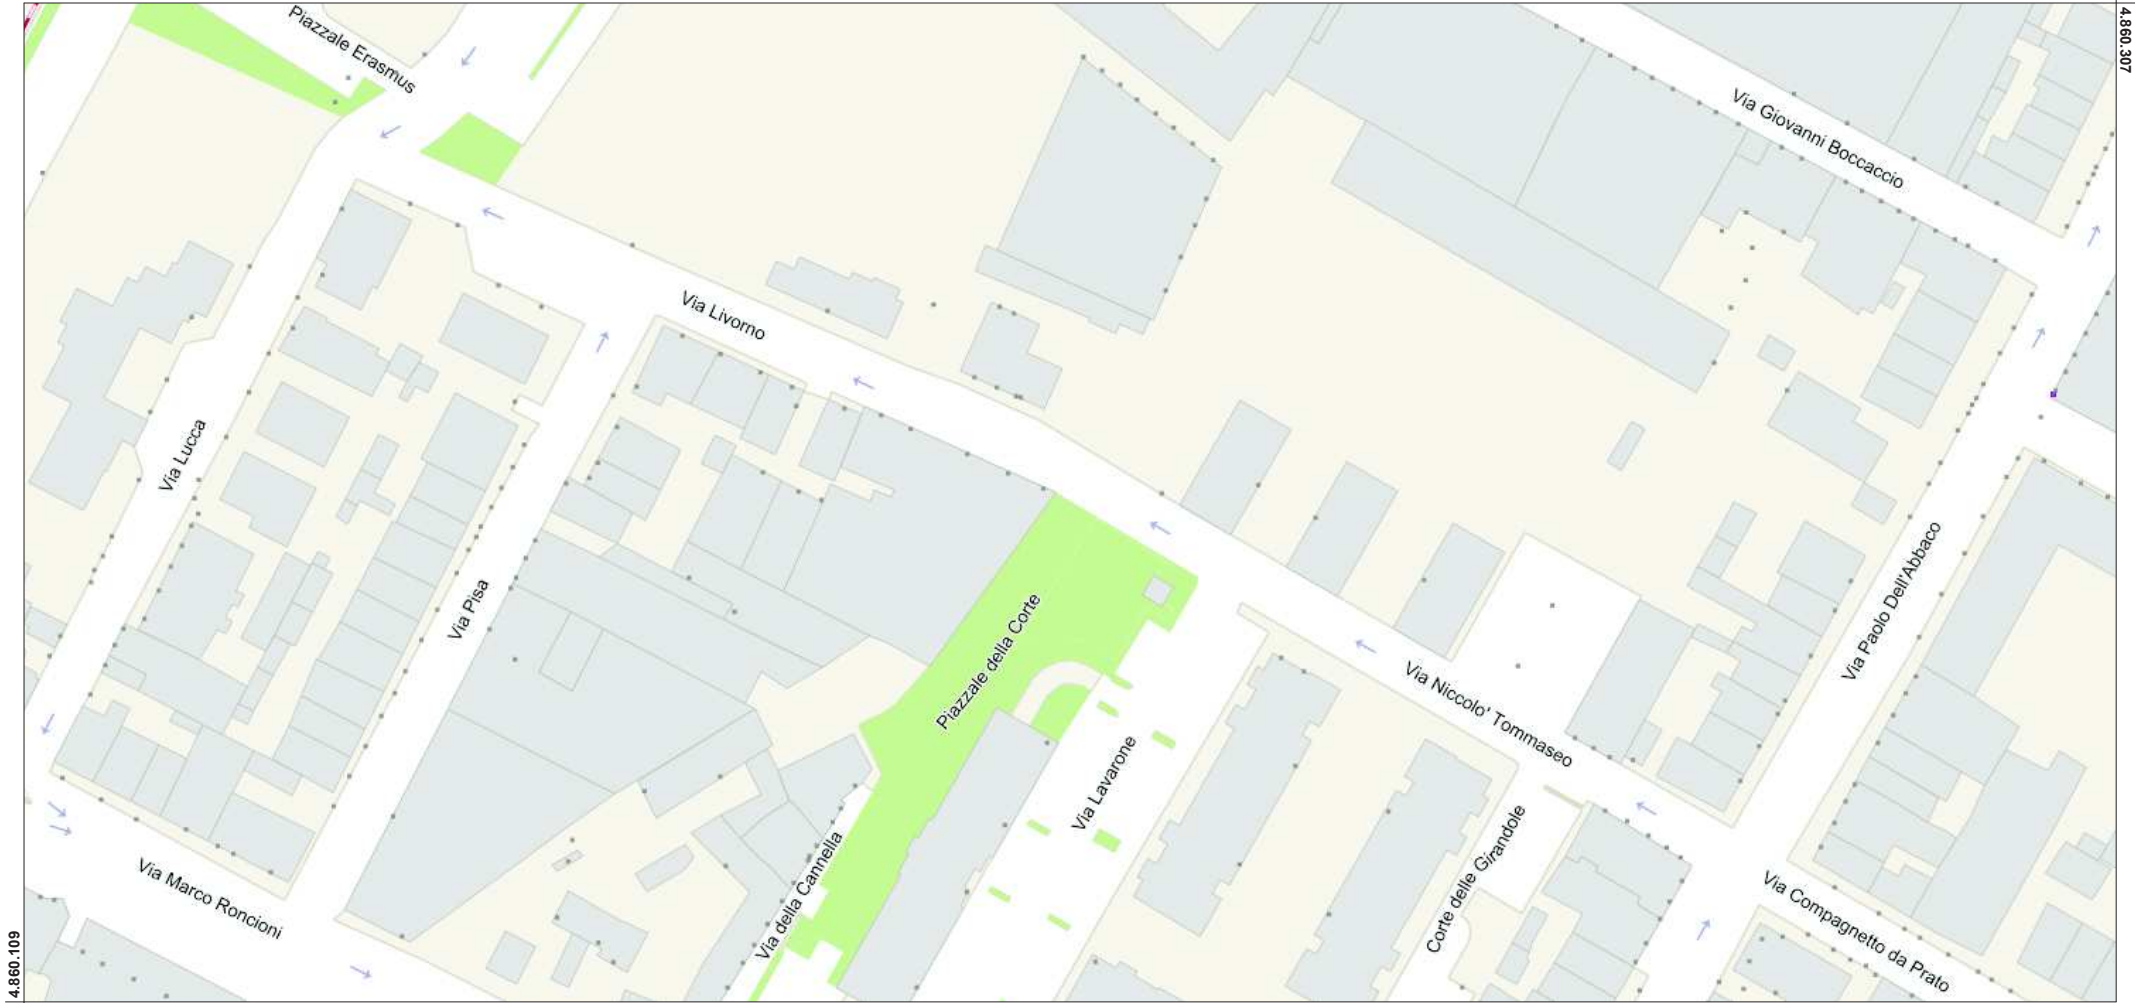 Piazzale Erasmus
4.860.307
Via Giovanni Boccaccio
Via Livorno
Via Lucca
Via Pisa
Piazzale della Corte
Via Paolo Dell'Abbaco
Via Niccolo' Tommaseo
Via Lavarone
Corte delle Girandole
Via della Cannella
Via Marco Roncioni
Via Compagnetto da Prato
4.860.109